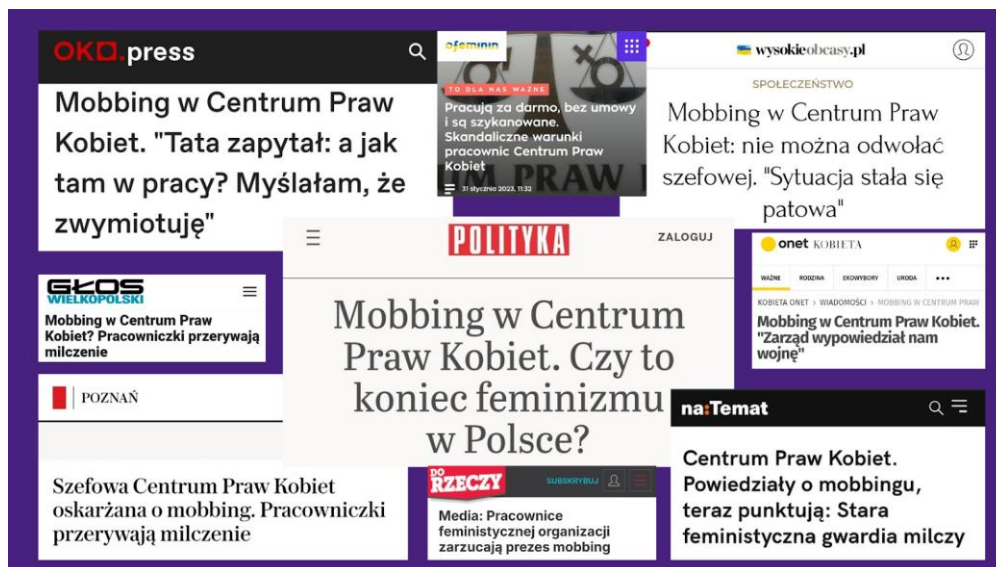 OKO.press
Mobbing w Centrum Praw
Kobiet. "Tata zapytał: a jak
tam w pracy? Myślałam, że
zwymiotuję"
ofeminin
TO DLA NAS WAŻNE
Pracują za darmo, bez umowy
i są szykanowane.
Skandaliczne warunki
pracownic Centrum Praw
Kobiet
UM PRAW
31 stycznia 2023, 11:32
wysokieobcasy.pl
SPOŁECZEŃSTWO
Mobbing w Centrum Praw
Kobiet: nie można odwołać
szefowej. "Sytuacja stała się
patowa"
GŁOS
WIELKOPOLSKI
Mobbing w Centrum Praw
Kobiet? Pracowniczki przerywają
milczenie
POLITYKA
ZALOGUJ
Mobbing w Centrum
Praw Kobiet. Czy to
koniec feminizmu
w Polsce?
onet KOBIETA
WAŻNE RODZINA EKOWYBORY URODA
KOBIETA ONET > WIADOMOŚCI > MOBBING W CENTRUM PRAW
Mobbing w Centrum Praw Kobiet.
"Zarząd wypowiedział nam
wojnę"
POZNAŃ
Szefowa Centrum Praw Kobiet
oskarżana o mobbing. Pracowniczki
przerywają milczenie
DO
RZECZY
SUBSKRYBUJ
Media: Pracownice
feministycznej organizacji
zarzucają prezes mobbing
na:Temat
Centrum Praw Kobiet.
Powiedziały o mobbingu,
teraz punktują: Stara
feministyczna gwardia milczy